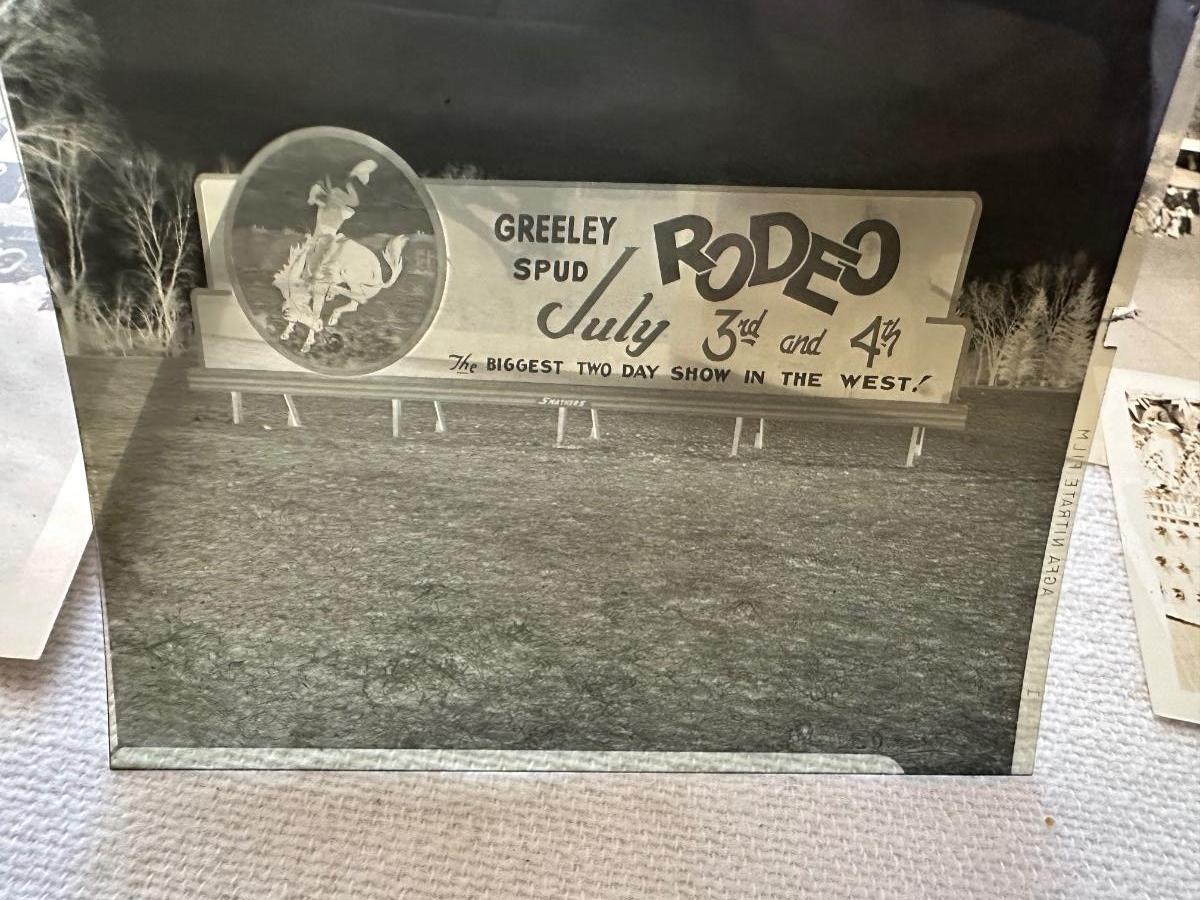 GREELEY RODEO
SPUD
July 3rd and 4th
The BIGGEST TWO DAY SHOW IN THE WEST!
SMATHERS
AGFA NITRATE FILM